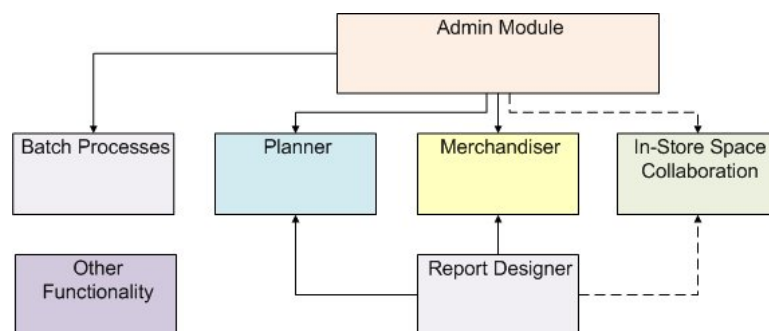 Admin Module
Batch Processes
Planner
Merchandiser
In-Store Space
Collaboration
Other
Functionality
Report Designer